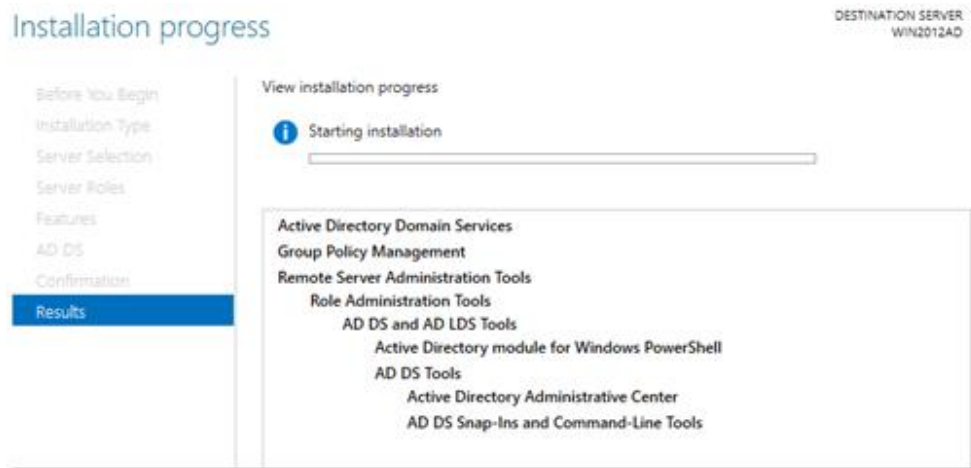 Installation progress
DESTINATION SERVER
WIN2012AD
Before You Begin
Installation Type
Server Selection
Server Roles
Features
AD DS
Confirmation
Results
View installation progress
Starting installation
Active Directory Domain Services
Group Policy Management
Remote Server Administration Tools
Role Administration Tools
AD DS and AD LDS Tools
Active Directory module for Windows PowerShell
AD DS Tools
Active Directory Administrative Center
AD DS Snap-Ins and Command-Line Tools